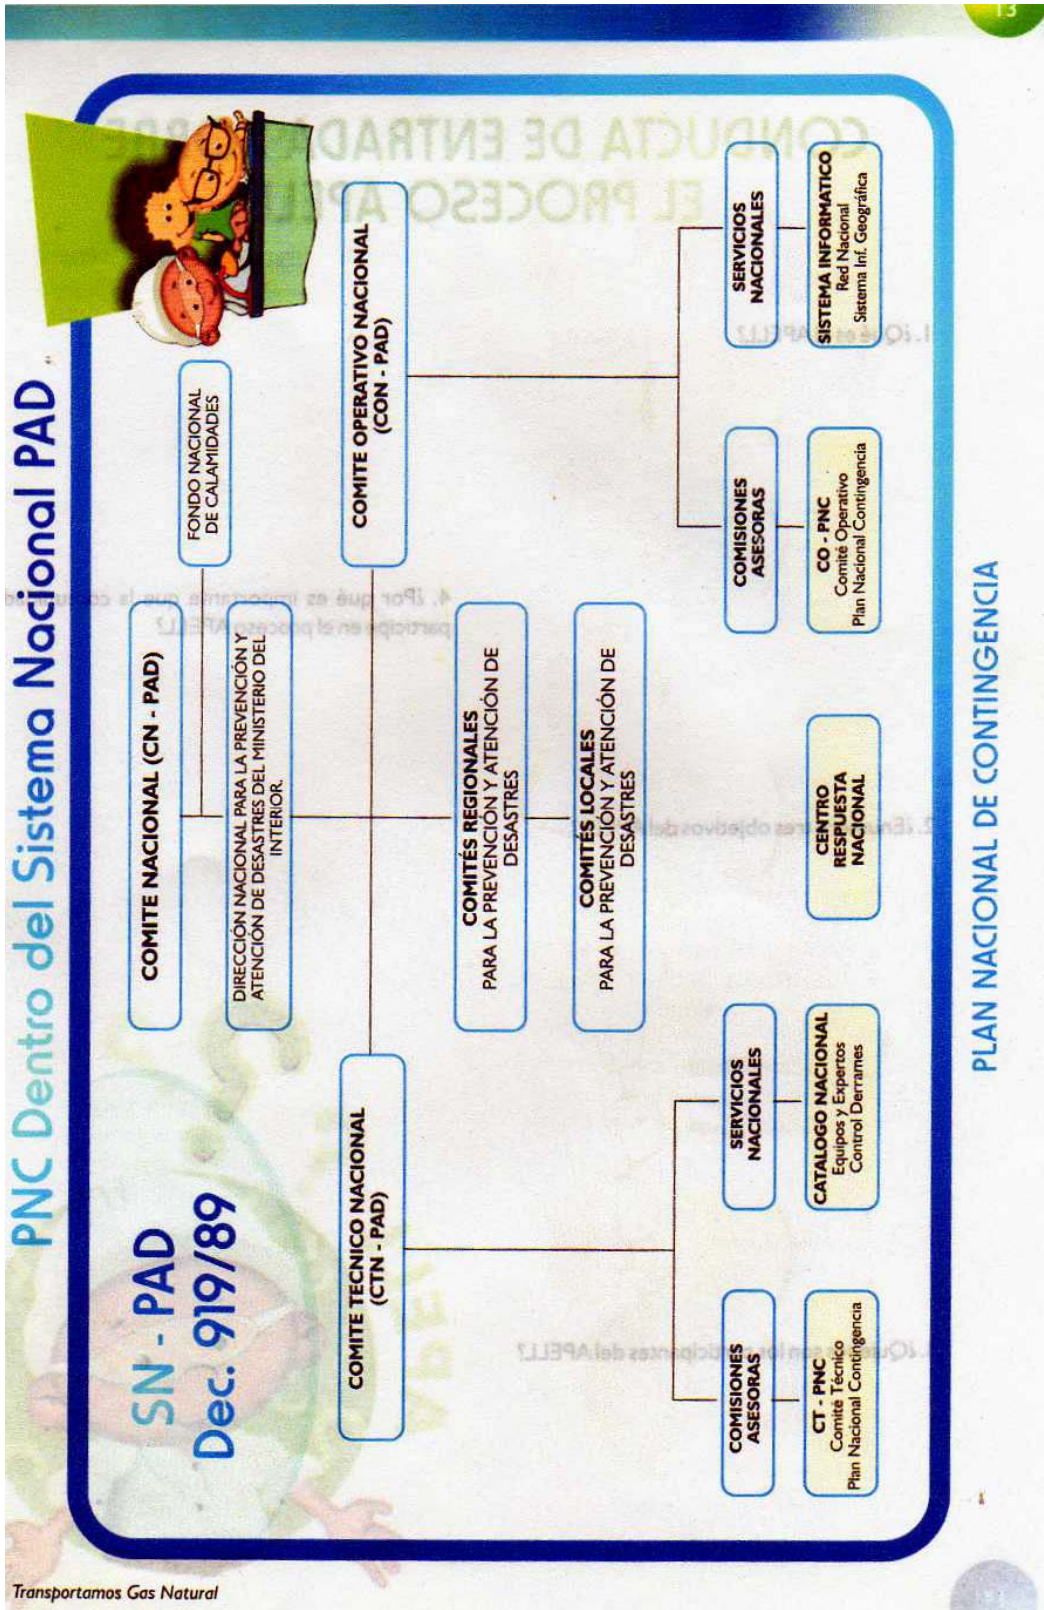 PNC Dentro del Sistema Nacional PAD
SN - PAD
Dec. 919/89
COMITE NACIONAL (CN - PAD)
FONDO NACIONAL
DE CALAMIDADES
DIRECCIÓN NACIONAL PARA LA PREVENCIÓN Y
ATENCIÓN DE DESASTRES DEL MINISTERIO DEL
INTERIOR.
COMITE TECNICO NACIONAL
(CTN - PAD)
COMITE OPERATIVO NACIONAL
(CON - PAD)
COMITÉS REGIONALES
PARA LA PREVENCIÓN Y ATENCIÓN DE
DESASTRES
COMITÉS LOCALES
PARA LA PREVENCIÓN Y ATENCIÓN DE
DESASTRES
COMISIONES
ASESORAS
SERVICIOS
NACIONALES
COMISIONES
ASESORAS
SERVICIOS
NACIONALES
CT - PNC
Comité Técnico
Plan Nacional Contingencia
CATALOGO NACIONAL
Equipos y Expertos
Control Derrames
CENTRO
RESPUESTA
NACIONAL
CO - PNC
Comité Operativo
Plan Nacional Contingencia
SISTEMA INFORMATICO
Red Nacional
Sistema Inf. Geográfica
PLAN NACIONAL DE CONTINGENCIA
Transportamos Gas Natural
13